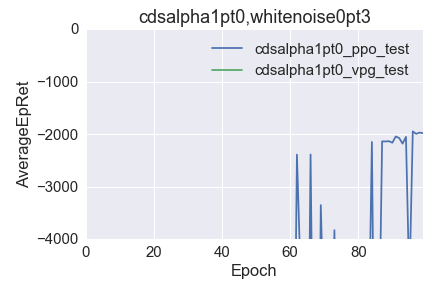 cdsalpha1pt0,whitenoise0pt3
0
cdsalpha1pt0_ppo_test
cdsalpha1pt0_vpg_test
−1000
−2000
−3000
−4000
AverageEpRet
0 20 40 60 80
Epoch